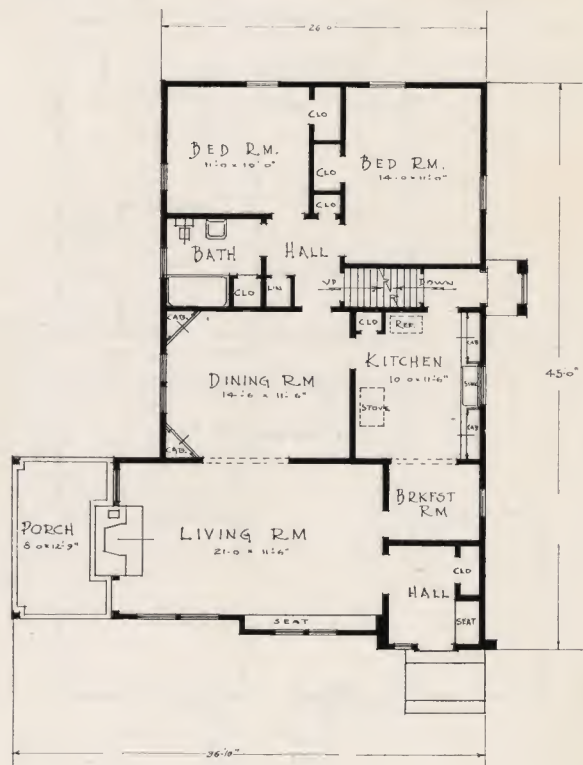 26'-0"
BED RM.
11'-0 x 10'-0"
CLO
CLO
CLO
BED RM.
14'-0 x 11'-0"
BATH
HALL
CLO
LIN
UP
DOWN
CAB.
CLO
REF.
CAB
KITCHEN
10'-0 x 11'-6"
SINK
STOVE
CAB
DINING RM
14'-6 x 11'-6"
CAB.
45'-0"
BRKFST
RM
PORCH
8'-0 x 12'-9"
LIVING RM
21'-0 x 11'-6"
CLO
HALL
SEAT
SEAT
36'-10"